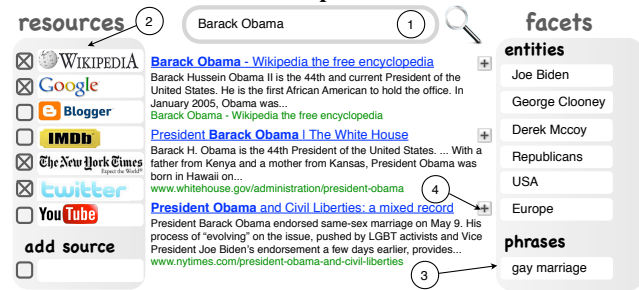 resources
2
Barack Obama
1
facets
WIKIPEDIA
Google
Blogger
IMDb
The New York Times
Expect the World®
twitter
You Tube
add source
Barack Obama - Wikipedia the free encyclopedia
Barack Hussein Obama II is the 44th and current President of the
United States. He is the first African American to hold the office. In
January 2005, Obama was...
Barack Obama - Wikipedia the free encyclopedia
President Barack Obama | The White House
Barack H. Obama is the 44th President of the United States. ... With a
father from Kenya and a mother from Kansas, President Obama was
born in Hawaii on...
www.whitehouse.gov/administration/president-obama
4
President Obama and Civil Liberties: a mixed record
President Barack Obama endorsed same-sex marriage on May 9. His
process of “evolving” on the issue, pushed by LGBT activists and Vice
President Joe Biden's endorsement a few days earlier, provides...
www.nytimes.com/president-obama-and-civil-liberties
3
entities
Joe Biden
George Clooney
Derek Mccoy
Republicans
USA
Europe
phrases
gay marriage